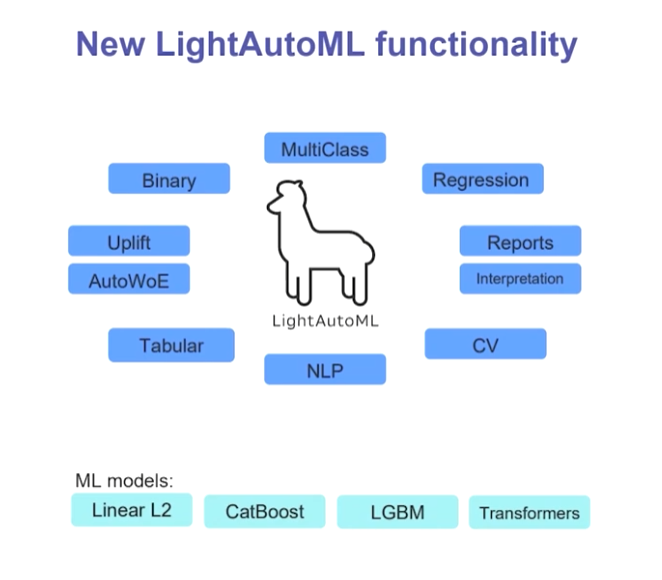 New LightAutoML functionality
MultiClass
Binary
Regression
Uplift
Reports
AutoWoE
Interpretation
LightAutoML
Tabular
CV
NLP
ML models:
Linear L2
CatBoost
LGBM
Transformers